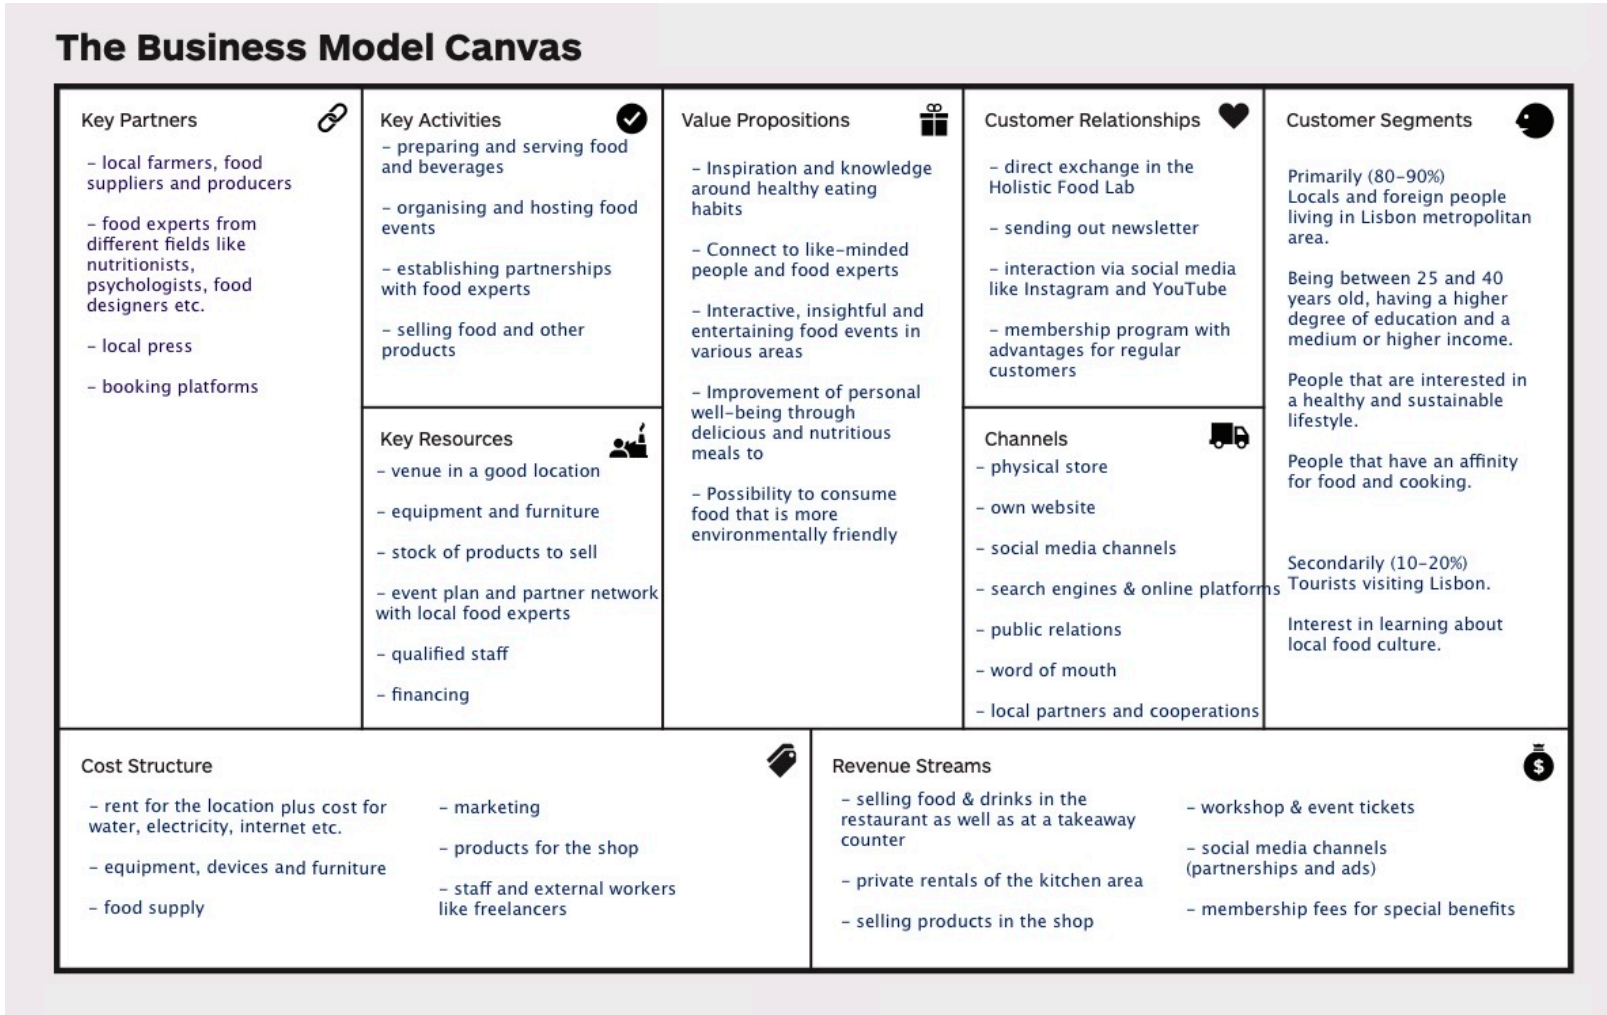 The Business Model Canvas
Key Partners
– local farmers, food
suppliers and producers
– food experts from
different fields like
nutritionists,
psychologists, food
designers etc.
– local press
– booking platforms
Key Activities
– preparing and serving food
and beverages
– organising and hosting food
events
– establishing partnerships
with food experts
– selling food and other
products
Key Resources
– venue in a good location
– equipment and furniture
– stock of products to sell
– event plan and partner network
with local food experts
– qualified staff
– financing
Value Propositions
– Inspiration and knowledge
around healthy eating
habits
– Connect to like–minded
people and food experts
– Interactive, insightful and
entertaining food events in
various areas
– Improvement of personal
well–being through
delicious and nutritious
meals to
– Possibility to consume
food that is more
environmentally friendly
Customer Relationships
– direct exchange in the
Holistic Food Lab
– sending out newsletter
– interaction via social media
like Instagram and YouTube
– membership program with
advantages for regular
customers
Channels
– physical store
– own website
– social media channels
– search engines & online platforms
– public relations
– word of mouth
– local partners and cooperations
Customer Segments
Primarily (80–90%)
Locals and foreign people
living in Lisbon metropolitan
area.
Being between 25 and 40
years old, having a higher
degree of education and a
medium or higher income.
People that are interested in
a healthy and sustainable
lifestyle.
People that have an affinity
for food and cooking.
Secondarily (10–20%)
Tourists visiting Lisbon.
Interest in learning about
local food culture.
Cost Structure
– rent for the location plus cost for
water, electricity, internet etc.
– equipment, devices and furniture
– food supply
– marketing
– products for the shop
– staff and external workers
like freelancers
Revenue Streams
$
– selling food & drinks in the
restaurant as well as at a takeaway
counter
– private rentals of the kitchen area
– selling products in the shop
– workshop & event tickets
– social media channels
(partnerships and ads)
– membership fees for special benefits